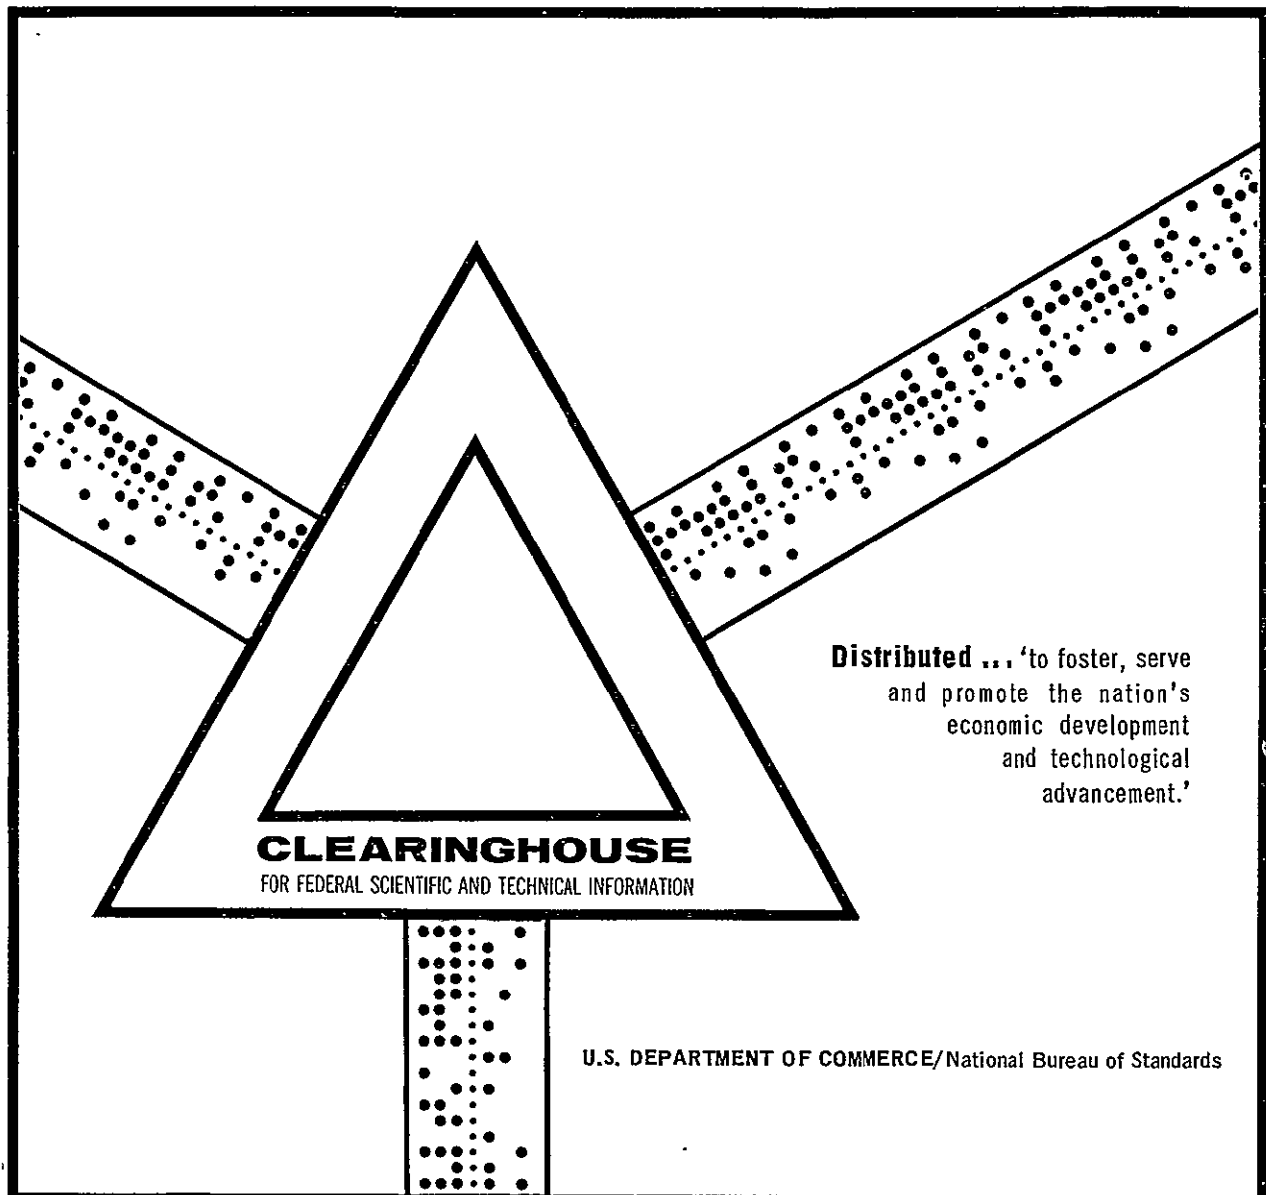 Distributed ... 'to foster, serve
and promote the nation's
economic development
and technological
advancement.'
CLEARINGHOUSE
FOR FEDERAL SCIENTIFIC AND TECHNICAL INFORMATION
U.S. DEPARTMENT OF COMMERCE/National Bureau of Standards